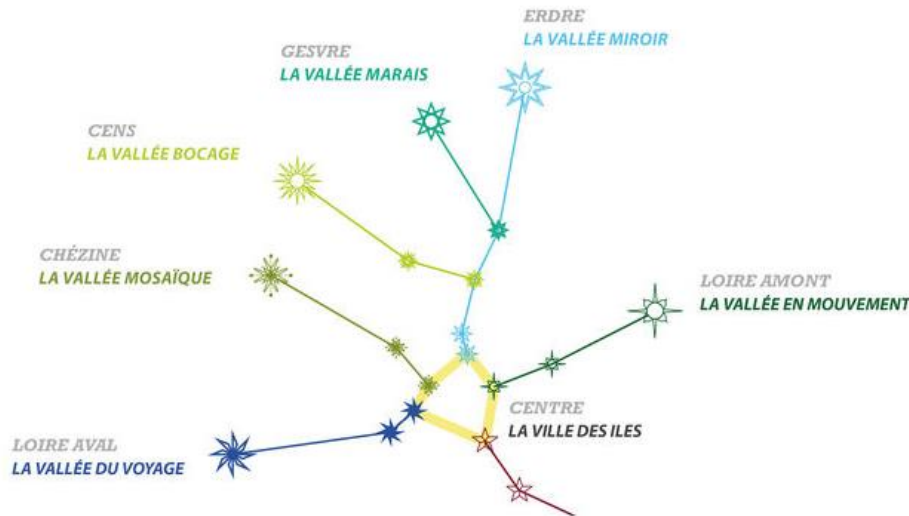 ERDRE
LA VALLÉE MIROIR
GESVRE
LA VALLÉE MARAIS
CENS
LA VALLÉE BOCAGE
CHÉZINE
LA VALLÉE MOSAÏQUE
LOIRE AMONT
LA VALLÉE EN MOUVEMENT
CENTRE
LA VILLE DES ILES
LOIRE AVAL
LA VALLÉE DU VOYAGE